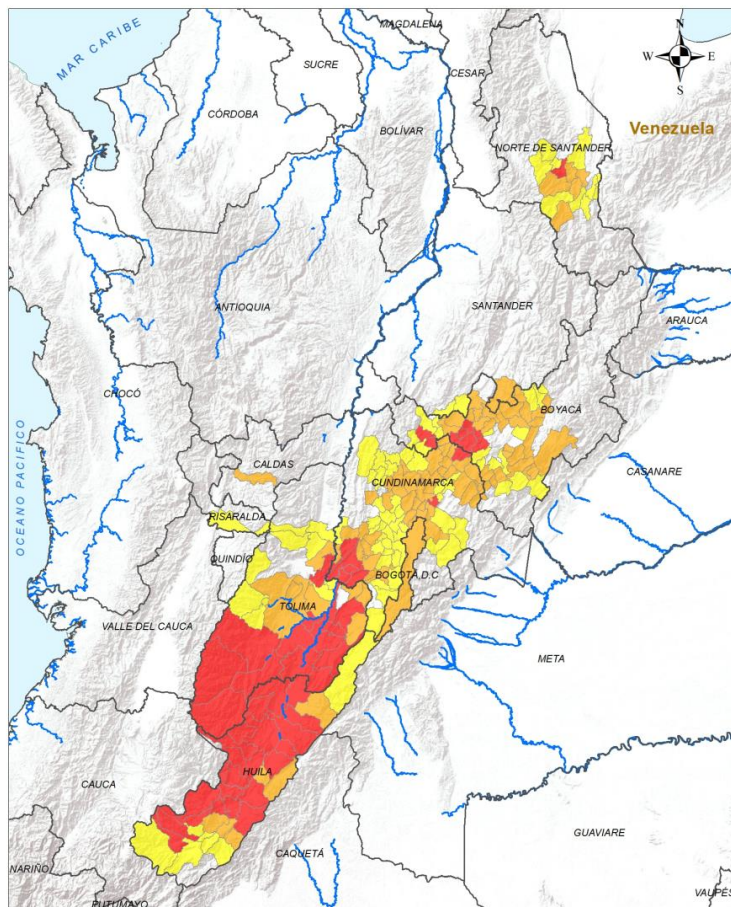 MAGDALENA
N
MAR CARIBE
SUCRE
CESAR
W
E
S
CÓRDOBA
BOLÍVAR
Venezuela
NORTE DE SANTANDER
ANTIOQUIA
SANTANDER
ARAUCA
CHOCÓ
BOYACÁ
CALDAS
CASANARE
CUNDINAMARCA
OCEANO PACIFICO
RISARALDA
QUINDÍO
BOGOTÁ, D.C
TOLIMA
VALLE DEL CAUCA
META
HUILA
CAUCA
GUAVIARE
CAQUETÁ
NARIÑO
PUTUMAYO
VAUPÉS